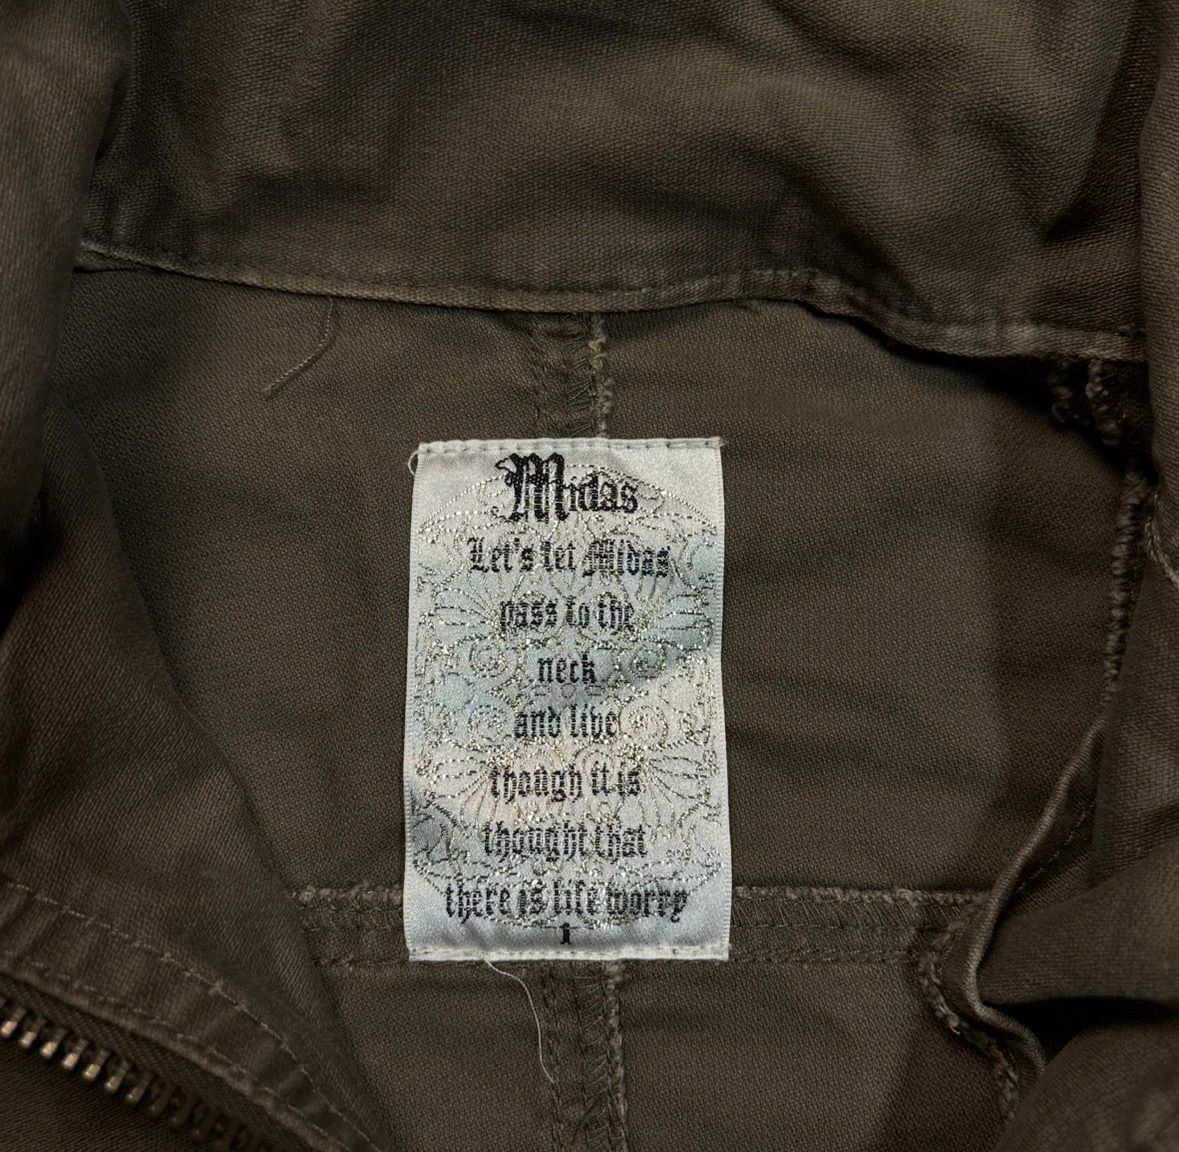 Midas
Let's let Midas
pass to the
neck
and live
though it is
thought that
there is life worry
1